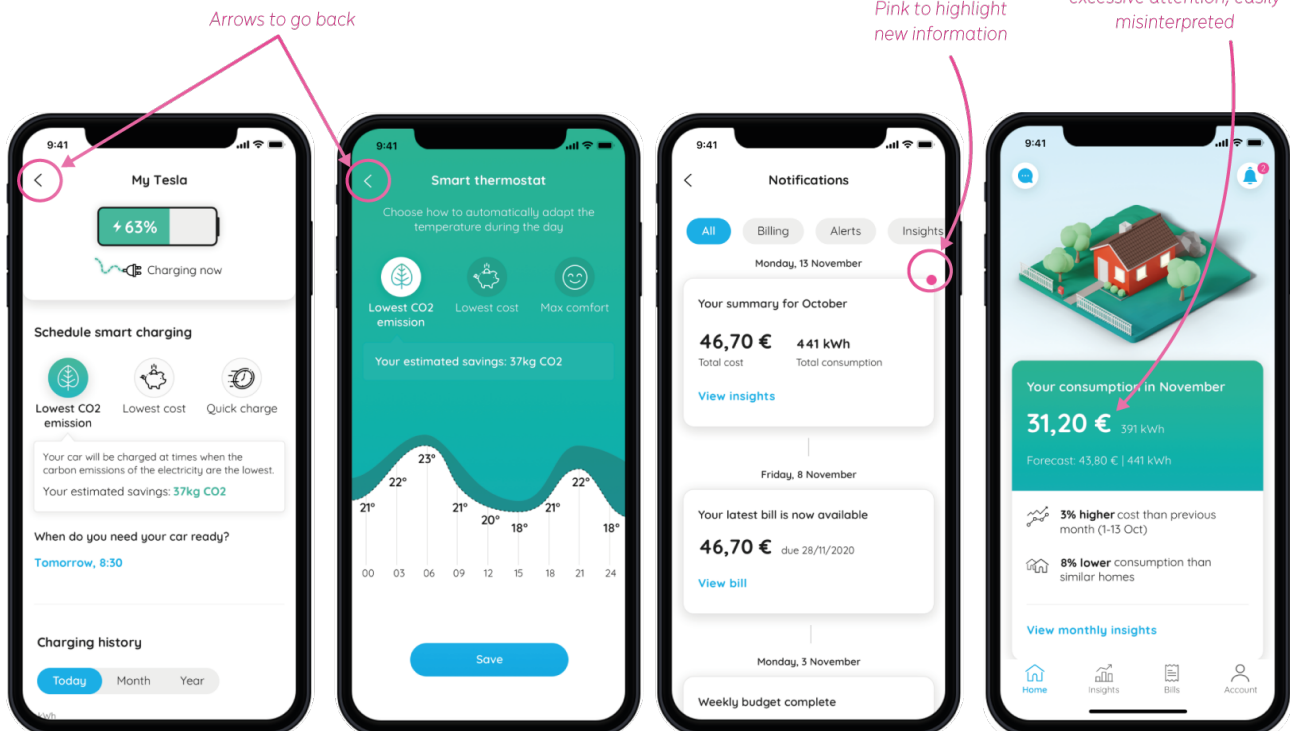 Arrows to go back
Pink to highlight
new information
excessive attention, easily
misinterpreted
9:41
My Tesla
63%
Charging now
Schedule smart charging
Lowest CO2
emission
Lowest cost
Quick charge
Your car will be charged at times when the
carbon emissions of the electricity are the lowest.
Your estimated savings: 37kg CO2
When do you need your car ready?
Tomorrow, 8:30
Charging history
Today Month Year
kWh
9:41
Smart thermostat
Choose how to automatically adapt the
temperature during the day
Lowest CO2
emission
Lowest cost
Max comfort
Your estimated savings: 37kg CO2
21° 22° 23° 21° 20° 18° 21° 22° 18°
00 03 06 09 12 15 18 21 24
Save
9:41
Notifications
All Billing Alerts Insights
Monday, 13 November
Your summary for October
46,70 € 441 kWh
Total cost Total consumption
View insights
Friday, 8 November
Your latest bill is now available
46,70 € due 28/11/2020
View bill
Monday, 3 November
Weekly budget complete
9:41
2
Your consumption in November
31,20 € 391 kWh
Forecast: 43,80 € | 441 kWh
3% higher cost than previous
month (1-13 Oct)
8% lower consumption than
similar homes
View monthly insights
Home Insights Bills Account